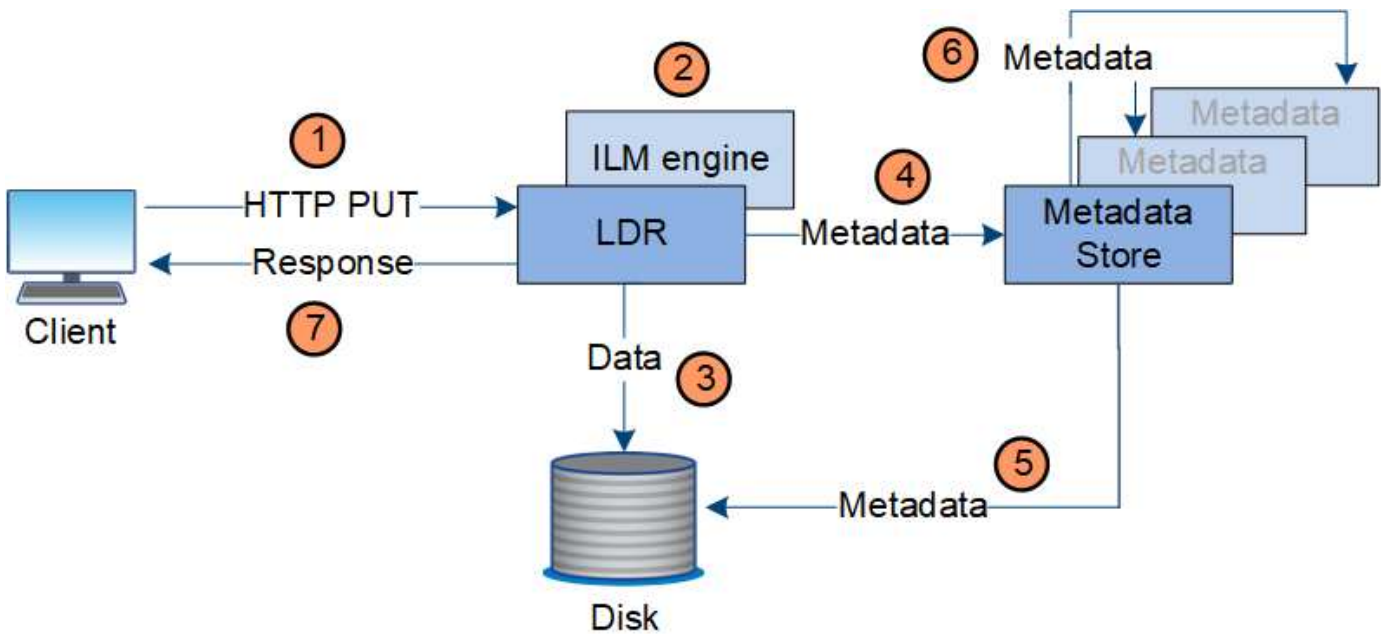 6
Metadata
2
Metadata
1
ILM engine
Metadata
4
HTTP PUT
LDR
Metadata
Metadata
Store
Response
Client
7
Data
3
5
Metadata
Disk